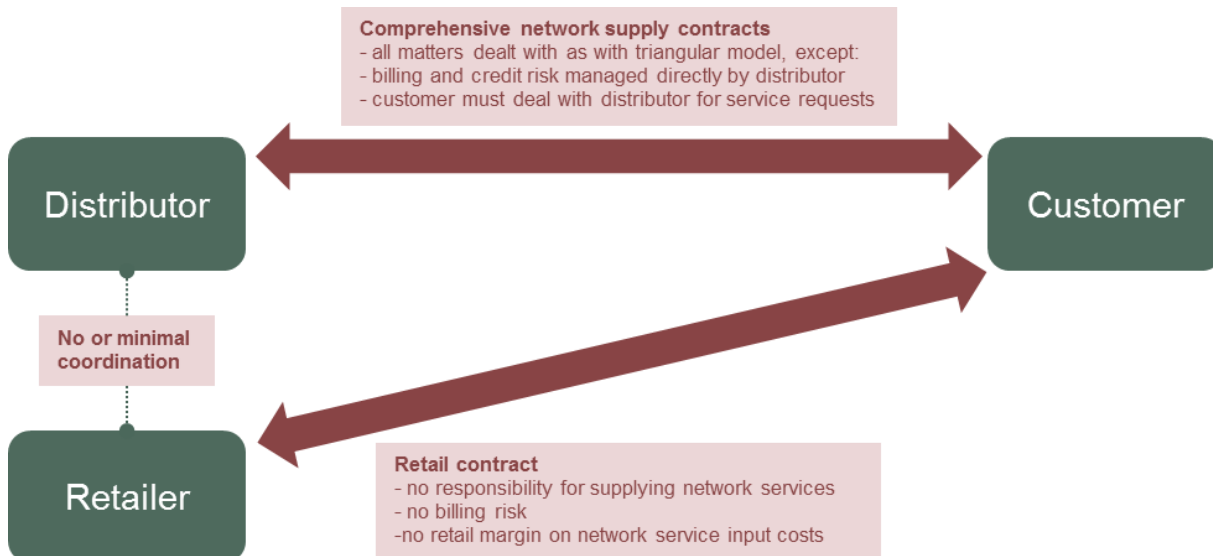 Comprehensive network supply contracts
- all matters dealt with as with triangular model, except:
- billing and credit risk managed directly by distributor
- customer must deal with distributor for service requests
Distributor
Customer
No or minimal
coordination
Retailer
Retail contract
- no responsibility for supplying network services
- no billing risk
-no retail margin on network service input costs